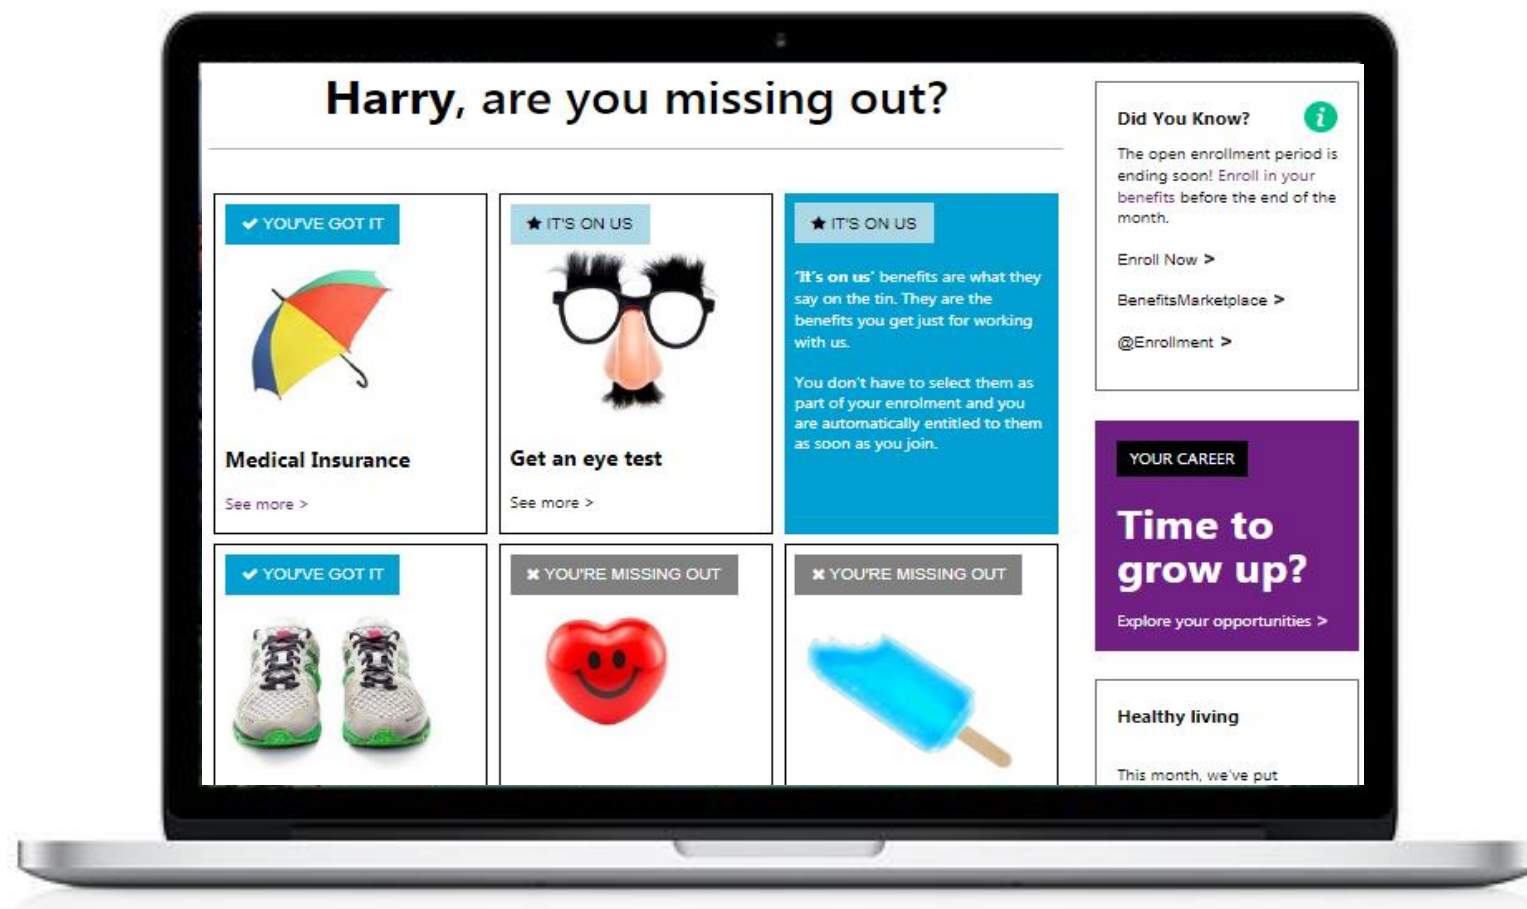 Harry, are you missing out?
✔ YOU'VE GOT IT
Medical Insurance
See more >
★ IT'S ON US
Get an eye test
See more >
★ IT'S ON US
'It's on us' benefits are what they
say on the tin. They are the
benefits you get just for working
with us.
You don't have to select them as
part of your enrolment and you
are automatically entitled to them
as soon as you join.
✔ YOU'VE GOT IT
✖ YOU'RE MISSING OUT
✖ YOU'RE MISSING OUT
Did You Know?
i
The open enrollment period is
ending soon! Enroll in your
benefits before the end of the
month.
Enroll Now >
BenefitsMarketplace >
@Enrollment >
YOUR CAREER
Time to
grow up?
Explore your opportunities >
Healthy living
This month, we've put